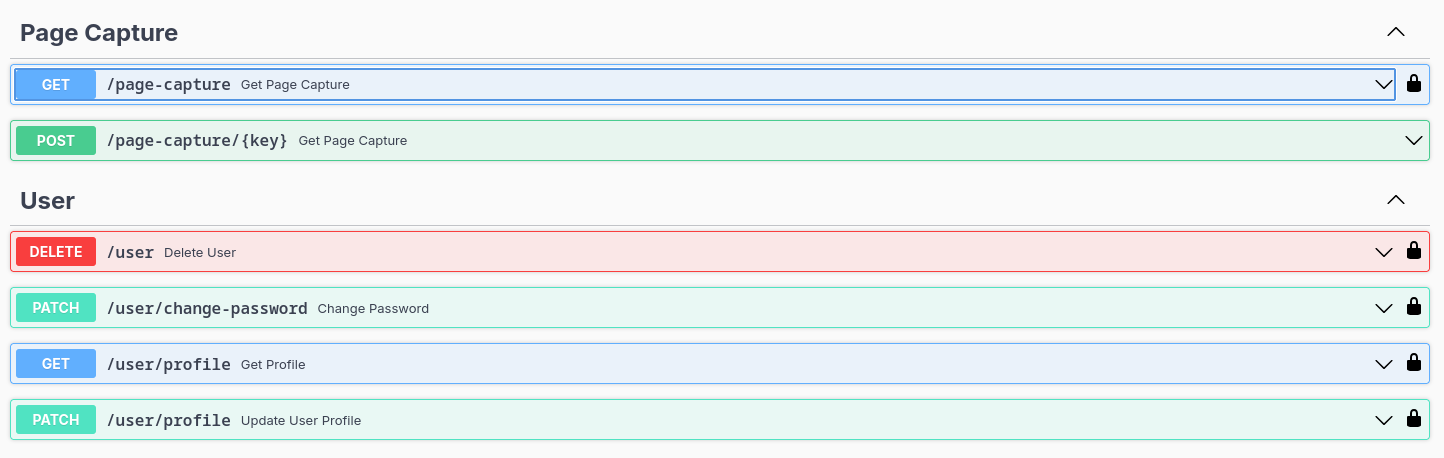 Page Capture
GET /page-capture Get Page Capture
POST /page-capture/{key} Get Page Capture
User
DELETE /user Delete User
PATCH /user/change-password Change Password
GET /user/profile Get Profile
PATCH /user/profile Update User Profile